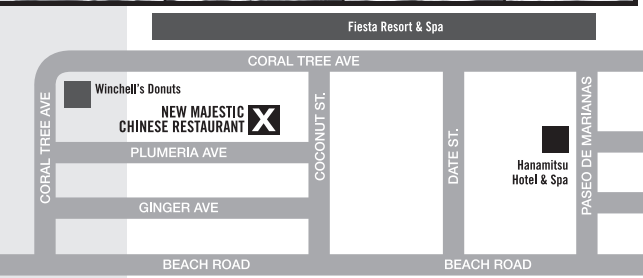 Fiesta Resort & Spa
CORAL TREE AVE
Winchell's Donuts
NEW MAJESTIC
CHINESE RESTAURANT X
CORAL TREE AVE
PLUMERIA AVE
COCONUT ST.
DATE ST.
Hanamitsu
Hotel & Spa
PASEO DE MARIANAS
GINGER AVE
BEACH ROAD
BEACH ROAD